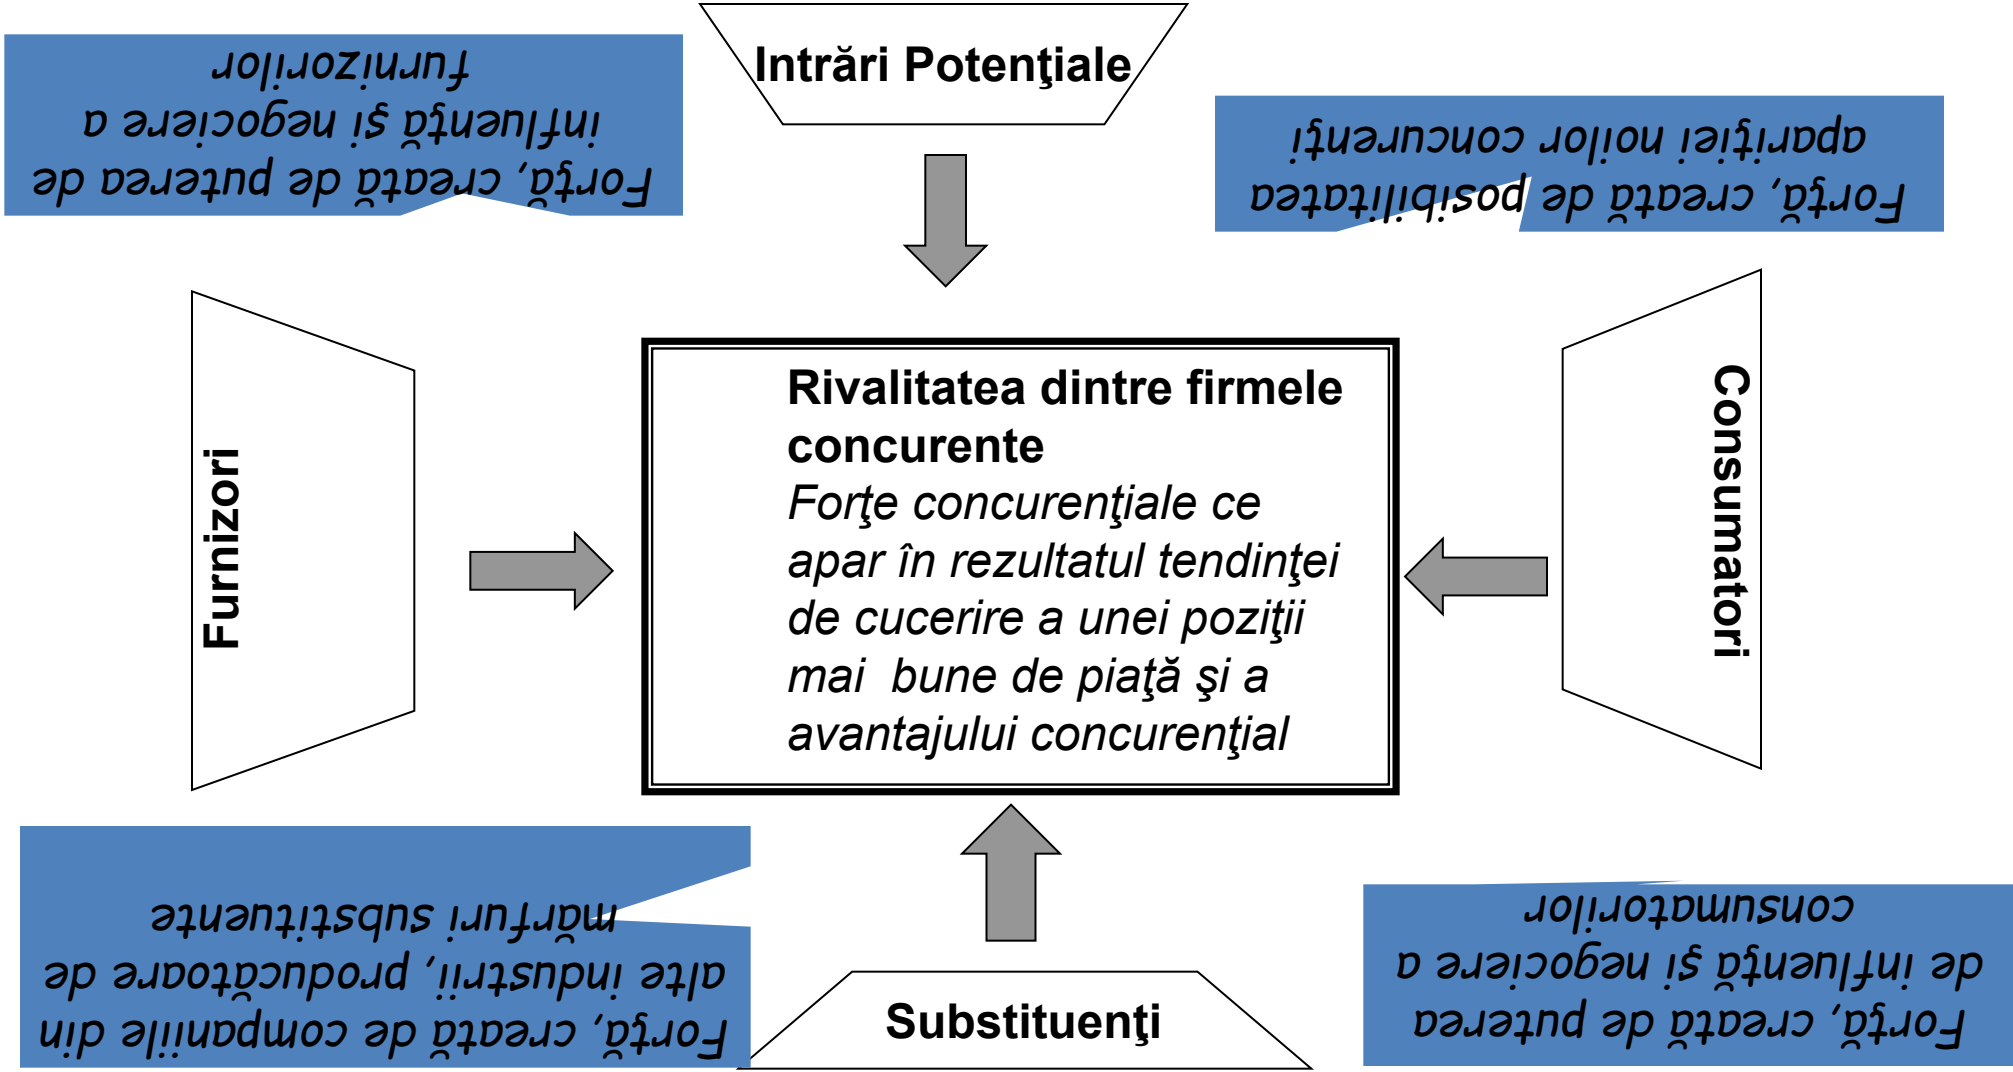 Intrări Potenţiale
Forţă, creată de puterea de
influenţă şi negociere a
furnizorilor
Forţă, creată de posibilitatea
apariţiei noilor concurenţi
Furnizori
Rivalitatea dintre firmele
concurente
Forţe concurenţiale ce
apar în rezultatul tendinţei
de cucerire a unei poziţii
mai bune de piaţă şi a
avantajului concurenţial
Consumatori
Forţă, creată de companiile din
alte industrii, producătoare de
mărfuri substituente
Substituenţi
Forţă, creată de puterea
de influenţă şi negociere a
consumatorilor